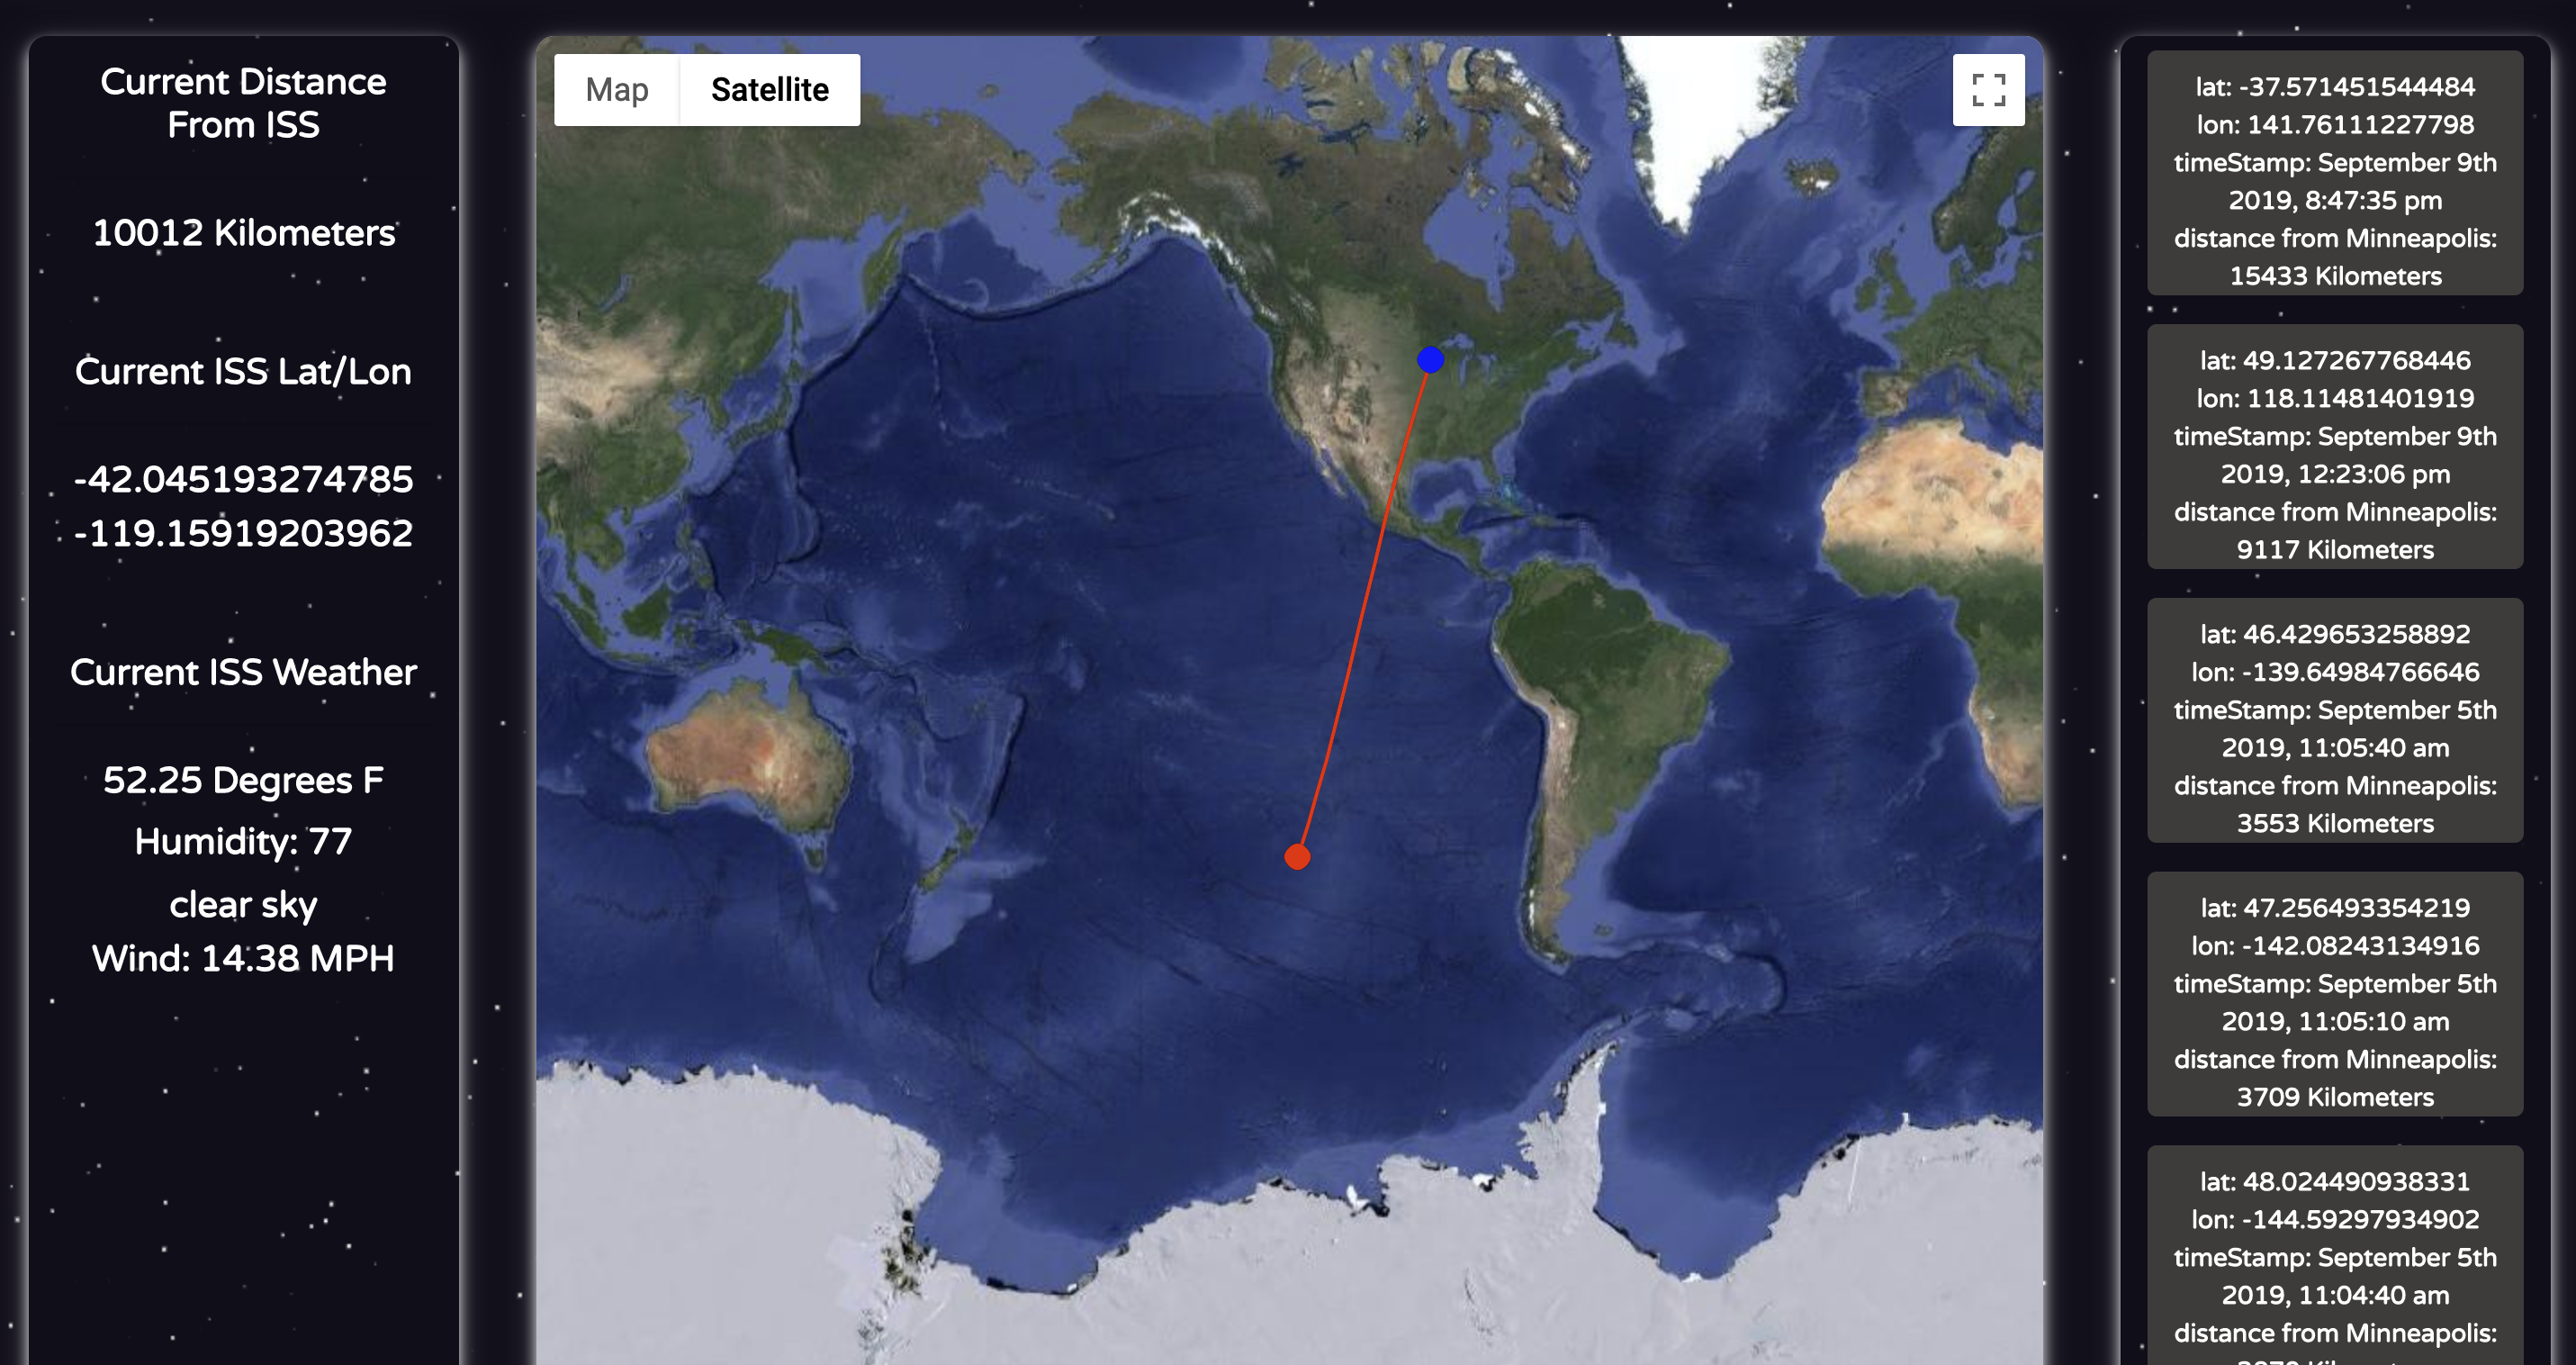 Current Distance
From ISS
10012 Kilometers
Current ISS Lat/Lon
-42.045193274785
-119.15919203962
Current ISS Weather
52.25 Degrees F
Humidity: 77
clear sky
Wind: 14.38 MPH
Map
Satellite
lat: -37.571451544484
lon: 141.76111227798
timeStamp: September 9th
2019, 8:47:35 pm
distance from Minneapolis:
15433 Kilometers
lat: 49.127267768446
lon: 118.11481401919
timeStamp: September 9th
2019, 12:23:06 pm
distance from Minneapolis:
9117 Kilometers
lat: 46.429653258892
lon: -139.64984766646
timeStamp: September 5th
2019, 11:05:40 am
distance from Minneapolis:
3553 Kilometers
lat: 47.256493354219
lon: -142.08243134916
timeStamp: September 5th
2019, 11:05:10 am
distance from Minneapolis:
3709 Kilometers
lat: 48.024490938331
lon: -144.59297934902
timeStamp: September 5th
2019, 11:04:40 am
distance from Minneapolis: